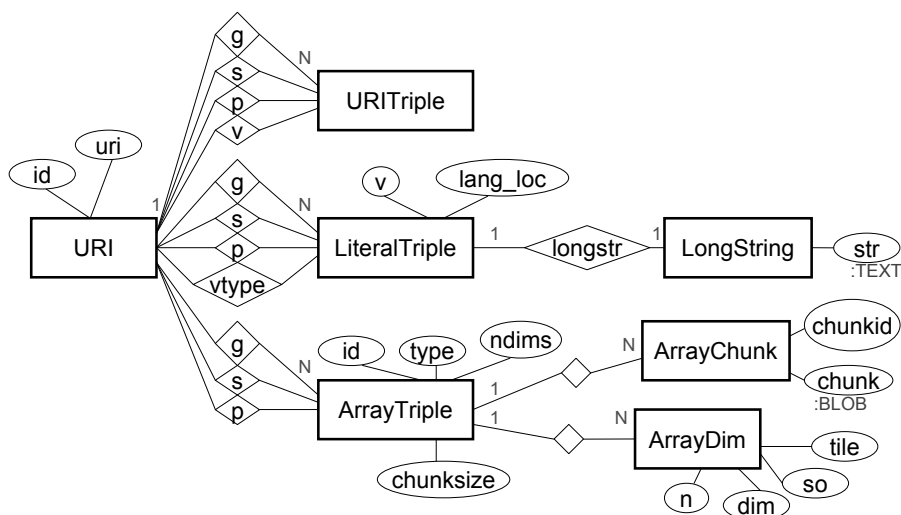 g
N
s
p
URITriple
v
uri
id
1
URI
g
N
s
p
vtype
v
lang_loc
LiteralTriple
1
longstr
1
LongString
str
:TEXT
g
N
s
p
id
type
ndims
ArrayTriple
chunksize
1
1
N
ArrayChunk
chunkid
chunk
:BLOB
N
ArrayDim
tile
so
dim
n